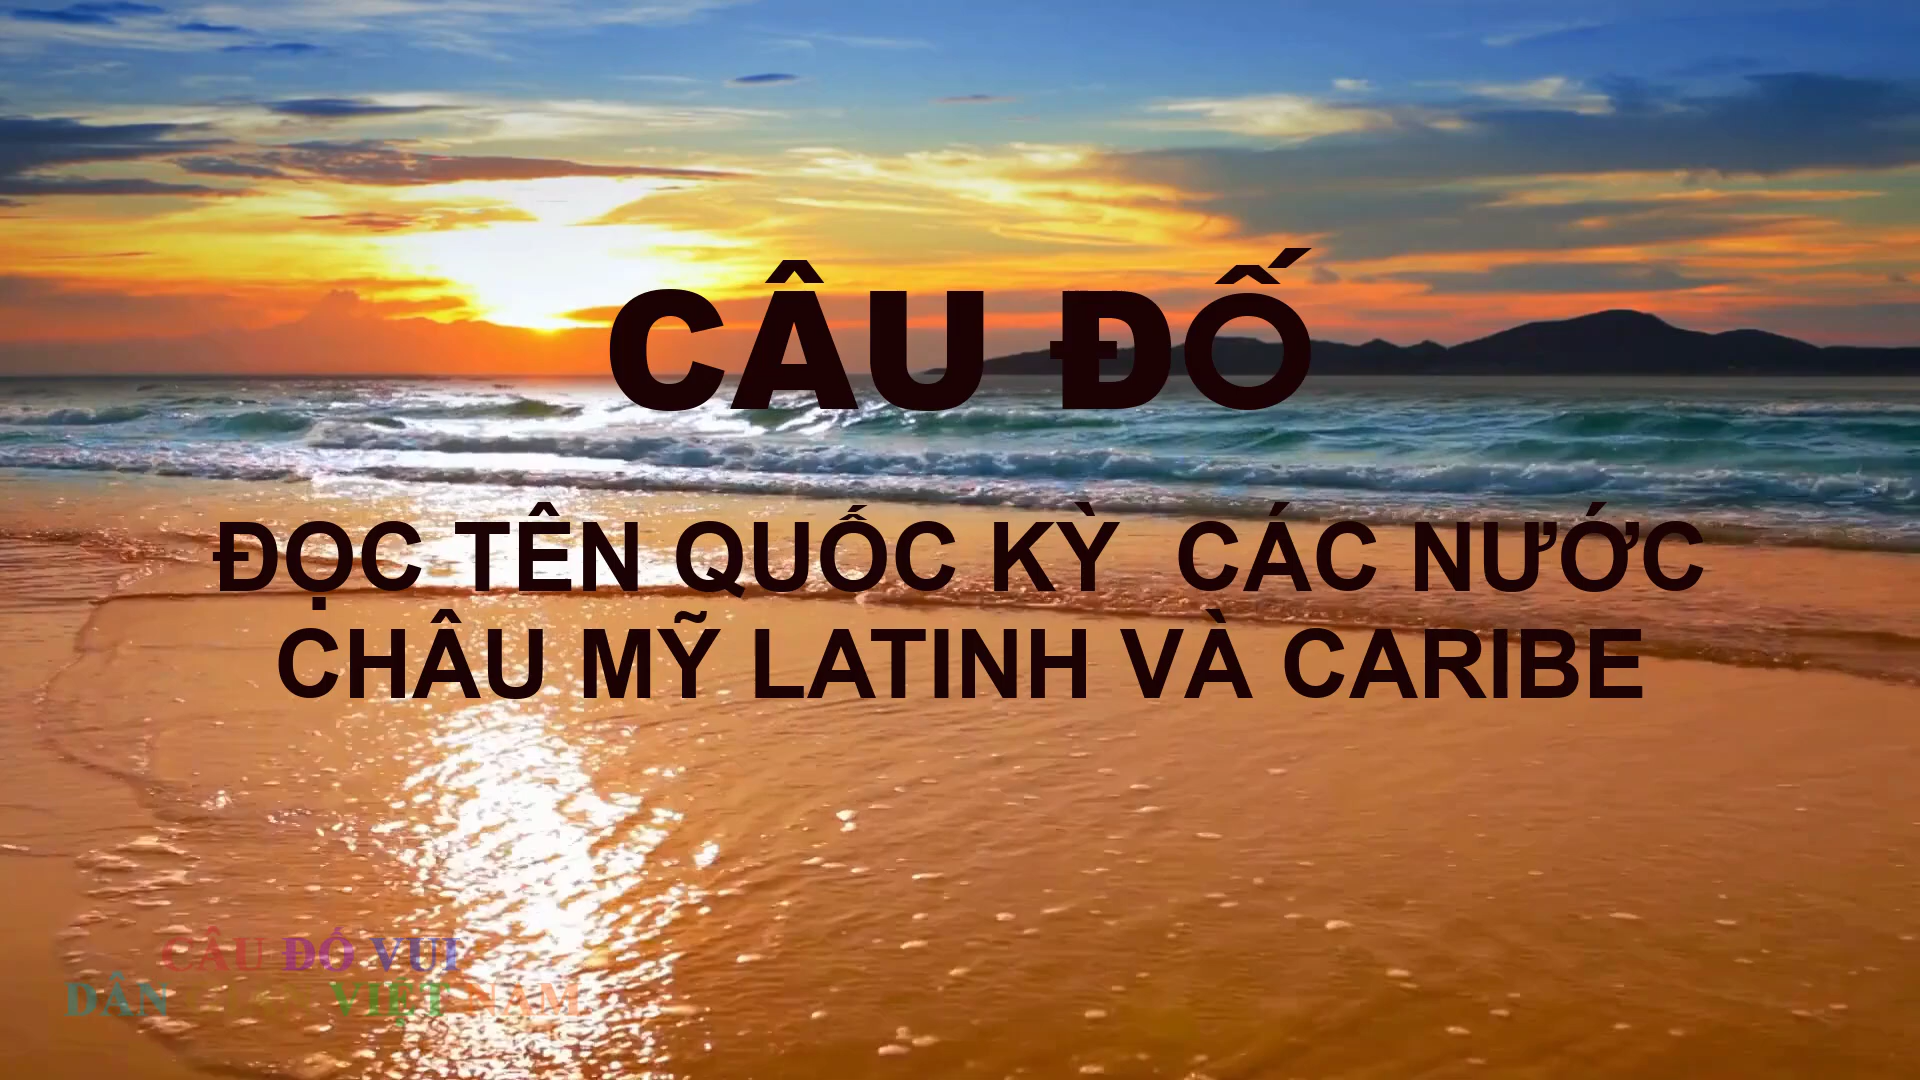 CÂU ĐỐ
ĐỌC TÊN QUỐC KỲ CÁC NƯỚC
CHÂU MỸ LATINH VÀ CARIBE
CÂU ĐỐ VUI
DÂN GIAN VIỆT NAM